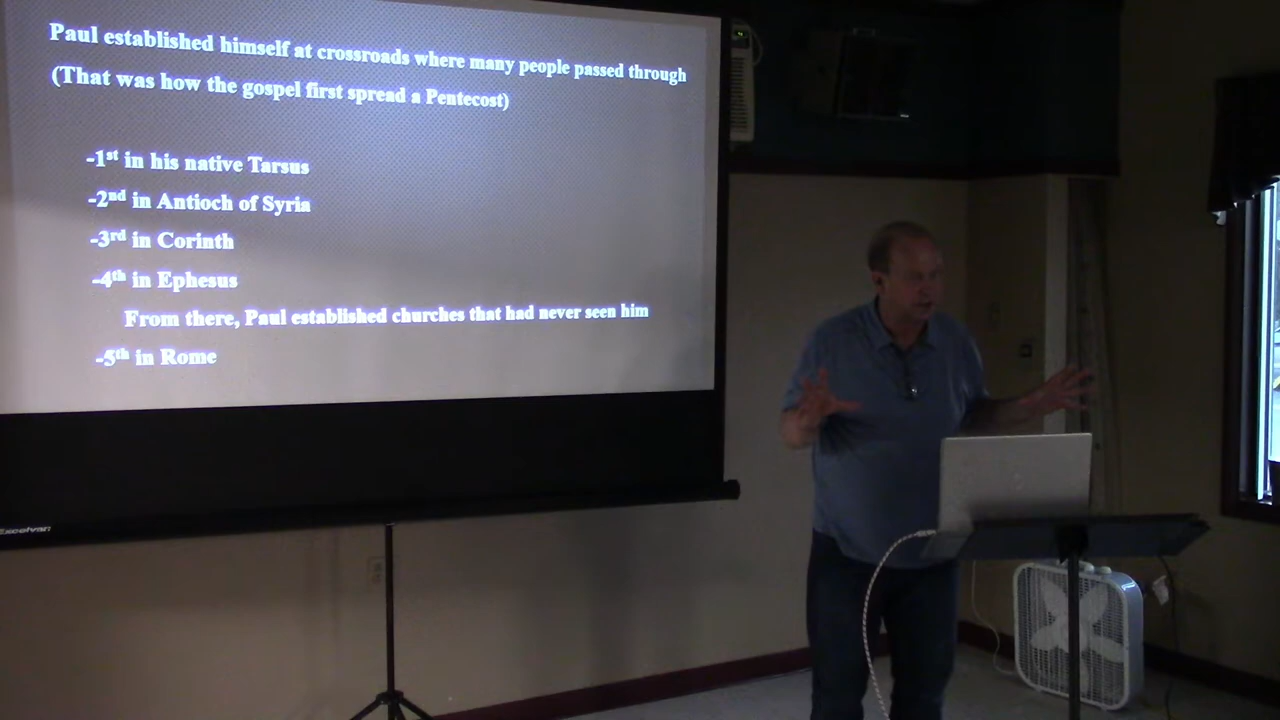 Paul established himself at crossroads where many people passed through
(That was how the gospel first spread a Pentecost)
-1st in his native Tarsus
-2nd in Antioch of Syria
-3rd in Corinth
-4th in Ephesus
From there, Paul established churches that had never seen him
-5th in Rome
Excelvan